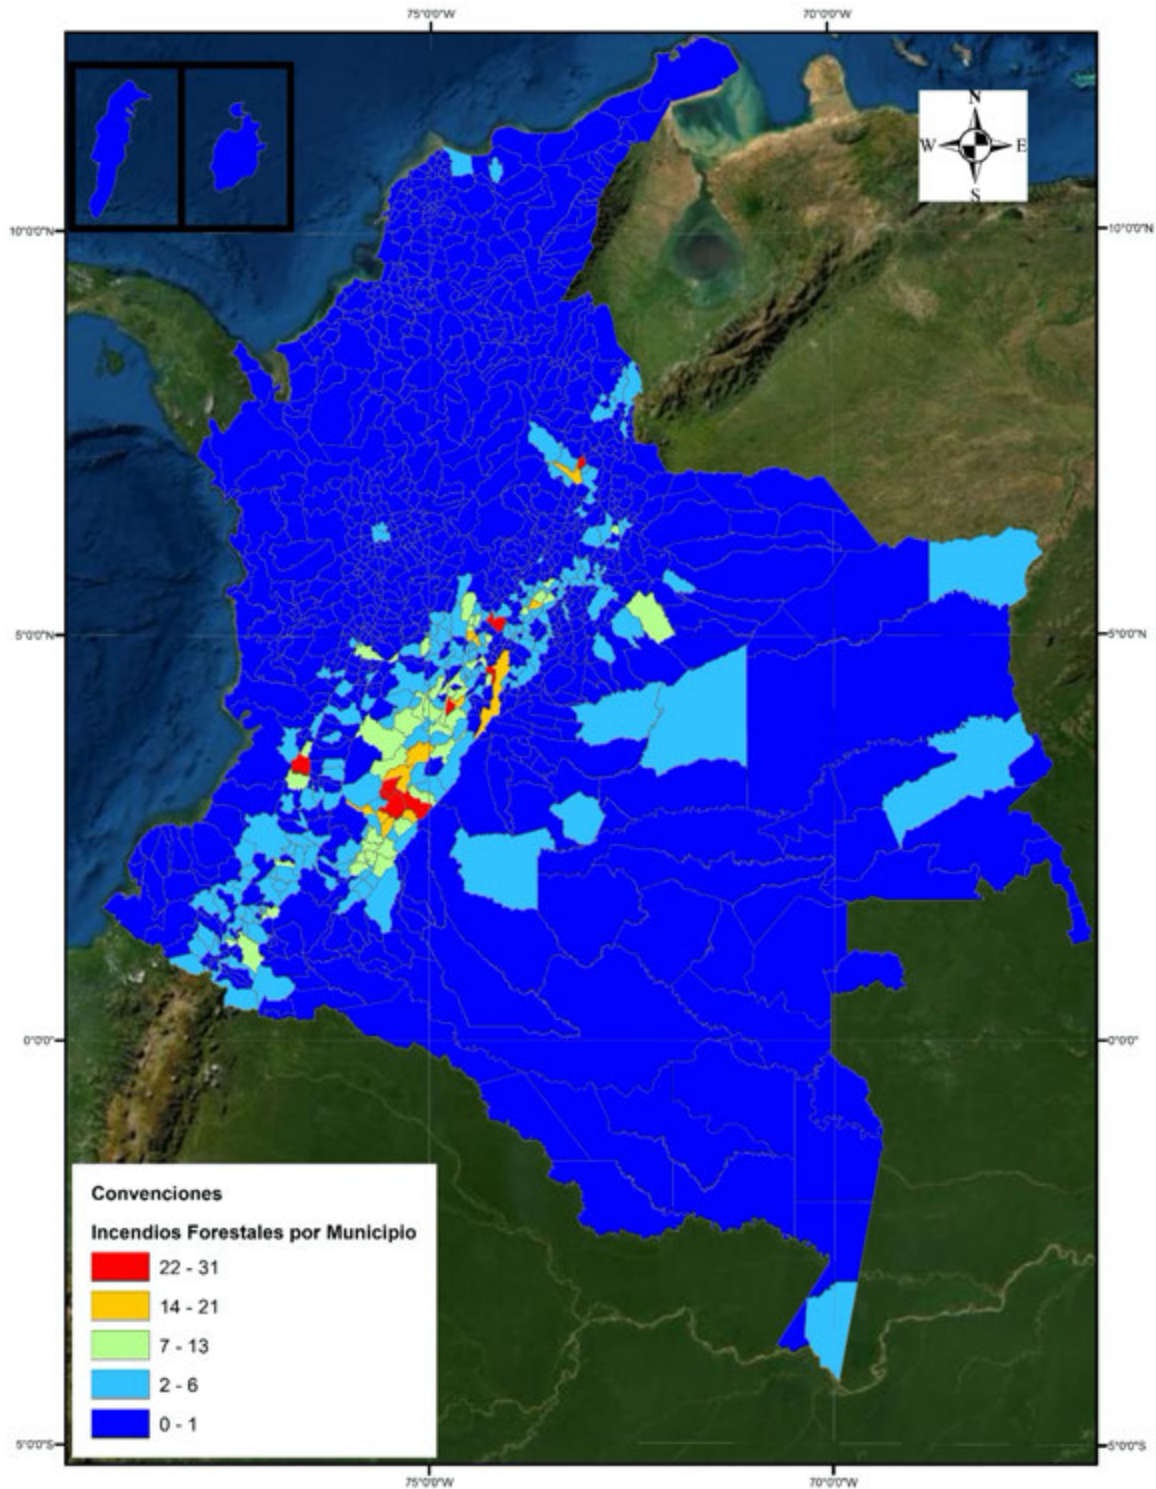 75°0'0"W
70°0'0"W
N
W
E
S
10°0'0"N
10°0'0"N
5°0'0"N
5°0'0"N
0°0'0"
0°0'0"
Convenciones
Incendios Forestales por Municipio
22 - 31
14 - 21
7 - 13
2 - 6
0 - 1
5°0'0"S
5°0'0"S
75°0'0"W
70°0'0"W